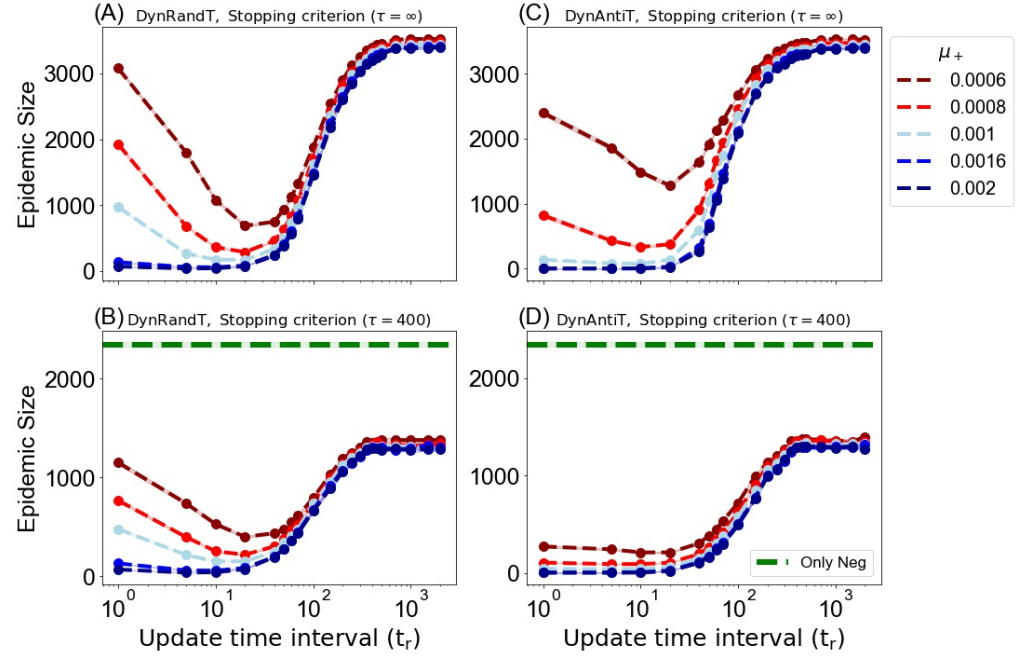 (A) DynRandT, Stopping criterion (τ = ∞)
Epidemic Size
3000
2000
1000
0
(C) DynAntiT, Stopping criterion (τ = ∞)
3000
2000
1000
0
μ+
0.0006
0.0008
0.001
0.0016
0.002
(B) DynRandT, Stopping criterion (τ = 400)
Epidemic Size
2000
1000
0
10^0 10^1 10^2 10^3
Update time interval (t_r)
(D) DynAntiT, Stopping criterion (τ = 400)
2000
1000
0
Only Neg
10^0 10^1 10^2 10^3
Update time interval (t_r)